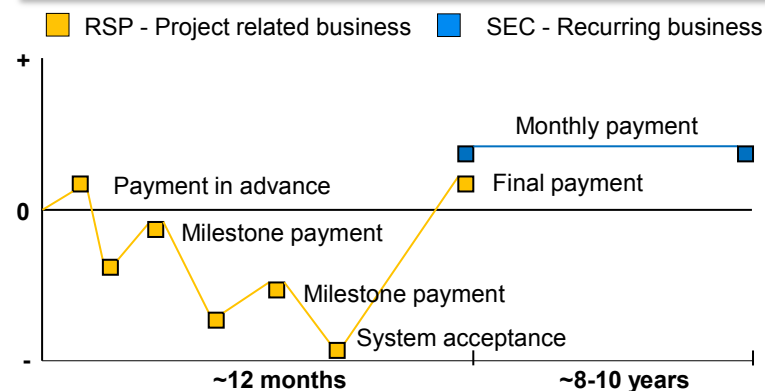 RSP - Project related business
SEC - Recurring business
+
Monthly payment
Payment in advance
Final payment
0
Milestone payment
Milestone payment
System acceptance
-
~12 months
~8-10 years